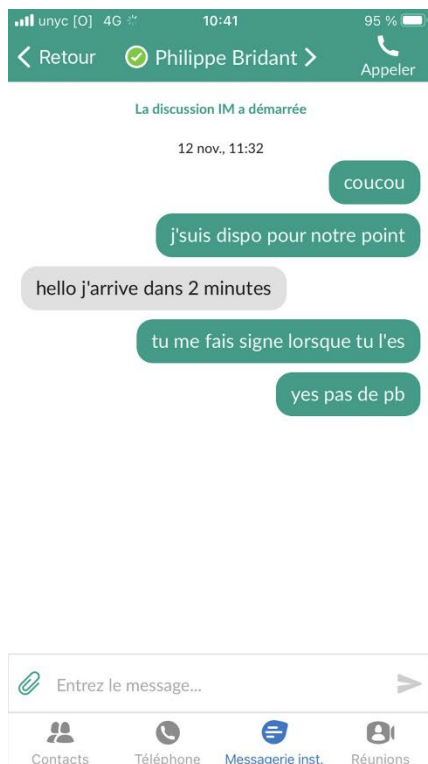 unyc [O] 4G 10:41 95 %
Retour Philippe Bridant Appeler
La discussion IM a démarrée
12 nov., 11:32
coucou
j'suis dispo pour notre point
hello j'arrive dans 2 minutes
tu me fais signe lorsque tu l'es
yes pas de pb
Entrez le message...
Contacts Téléphone Messagerie inst. Réunions